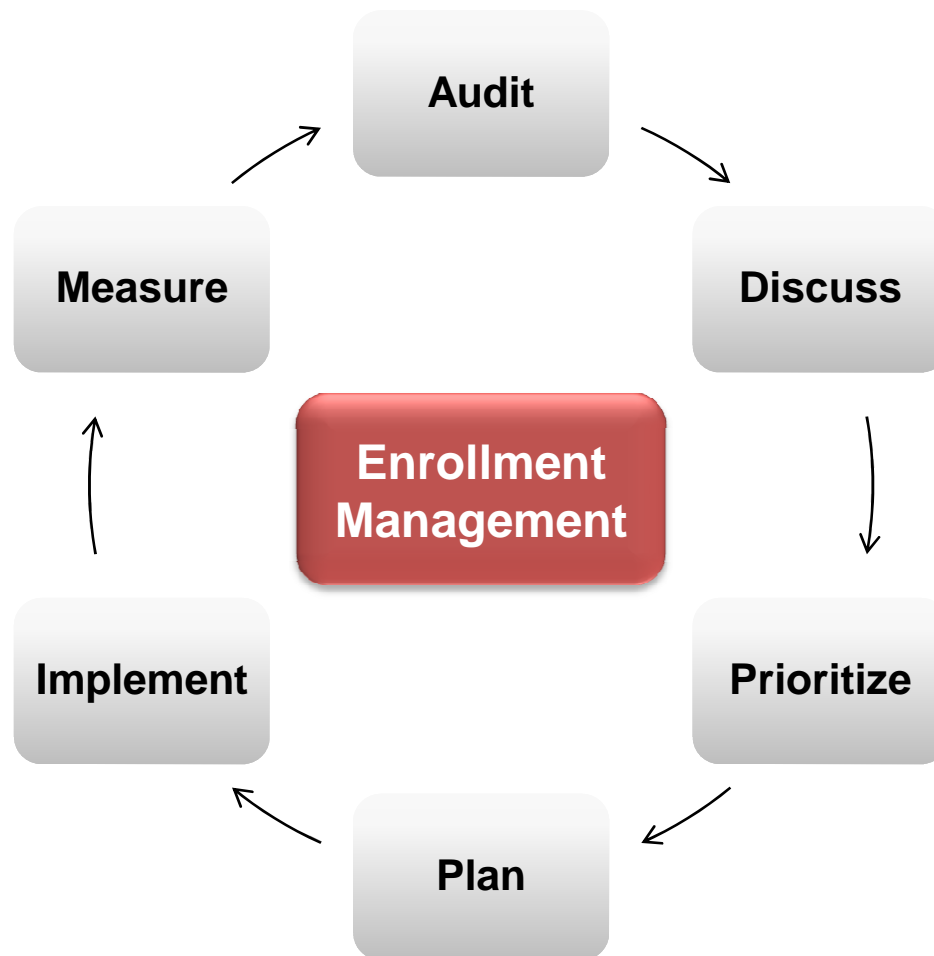 Audit
Discuss
Prioritize
Plan
Implement
Measure
Enrollment
Management